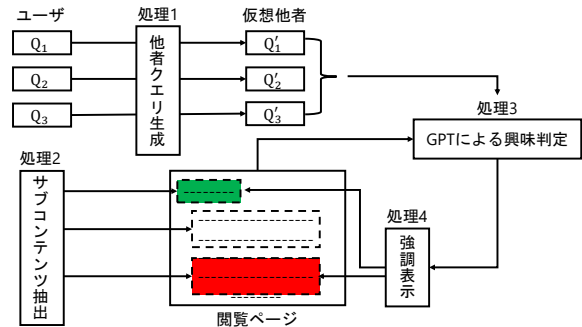 ユーザ
処理1
仮想他者
Q1
Q2
Q3
他者クエリ生成
Q′1
Q′2
Q′3
処理3
GPTによる興味判定
処理2
サブコンテンツ抽出
処理4
強調表示
閲覧ページ